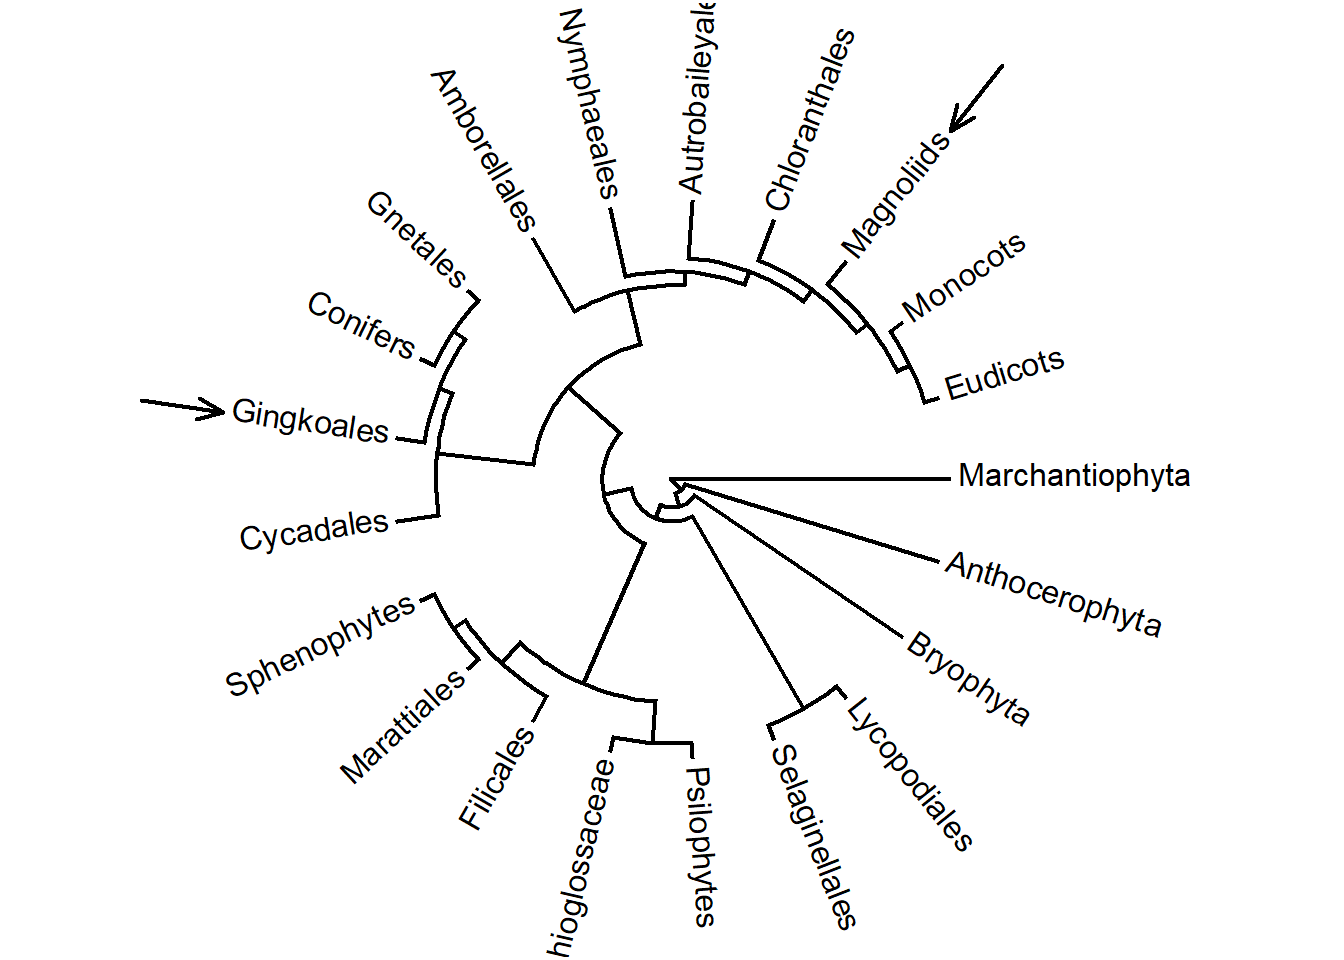 Nymphaeales
Autrobaileyale
Chloranthales
Amborellales
Magnoliids
Gnetales
Monocots
Conifers
Eudicots
Gingkoales
Marchantiophyta
Cycadales
Anthocerophyta
Sphenophytes
Bryophyta
Marattiales
Lycopodiales
Filicales
Selaginellales
hioglossaceae
Psilophytes